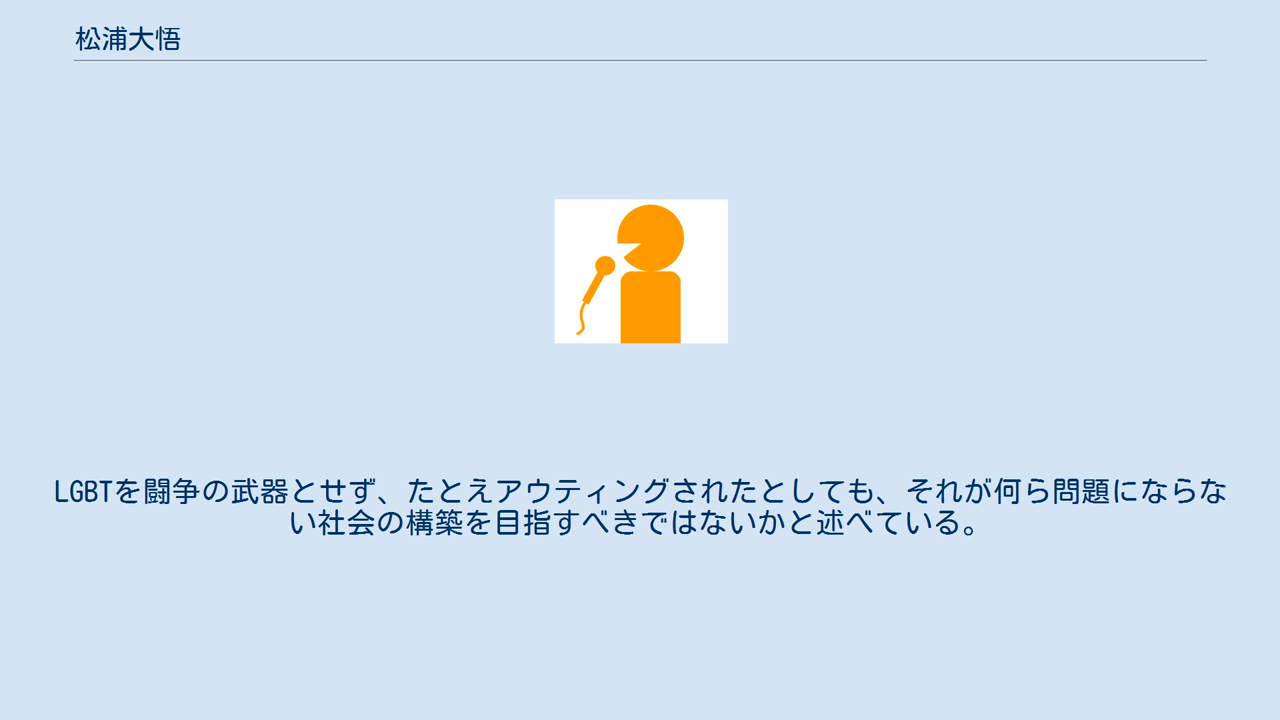 松浦大悟
LGBTを闘争の武器とせず、たとえアウティングされたとしても、それが何ら問題にならな
い社会の構築を目指すべきではないかと述べている。